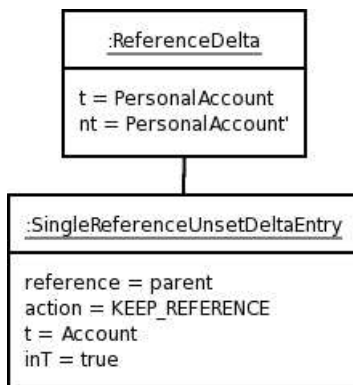 :ReferenceDelta
t = PersonalAccount
nt = PersonalAccount'
:SingleReferenceUnsetDeltaEntry
reference = parent
action = KEEP_REFERENCE
t = Account
inT = true